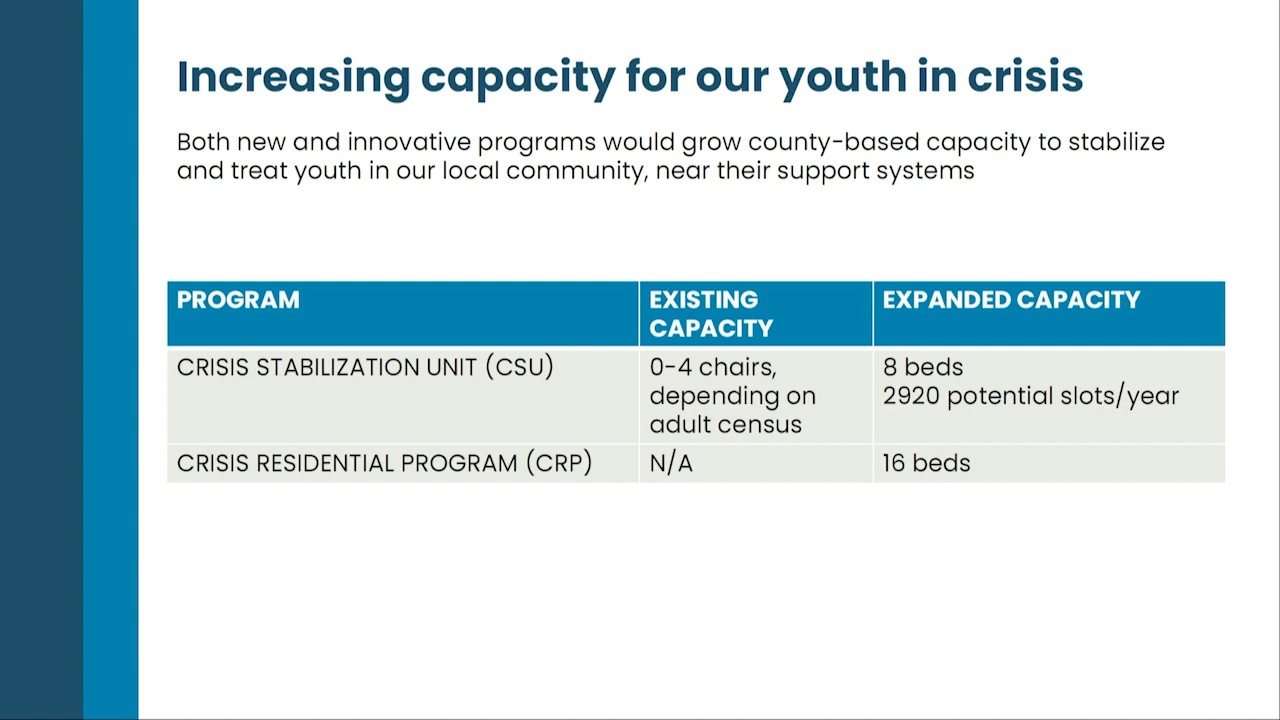 Increasing capacity for our youth in crisis
Both new and innovative programs would grow county-based capacity to stabilize
and treat youth in our local community, near their support systems
PROGRAM
EXISTING
CAPACITY
EXPANDED CAPACITY
CRISIS STABILIZATION UNIT (CSU)
0-4 chairs,
depending on
adult census
8 beds
2920 potential slots/year
CRISIS RESIDENTIAL PROGRAM (CRP)
N/A
16 beds